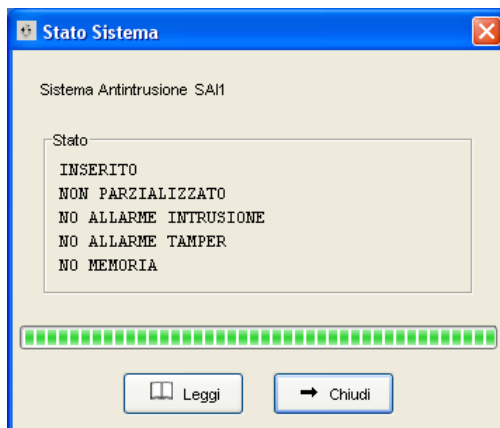 Stato Sistema
Sistema Antintrusione SAI1
Stato
INSERITO
NON PARZIALIZZATO
NO ALLARME INTRUSIONE
NO ALLARME TAMPER
NO MEMORIA
Leggi
Chiudi